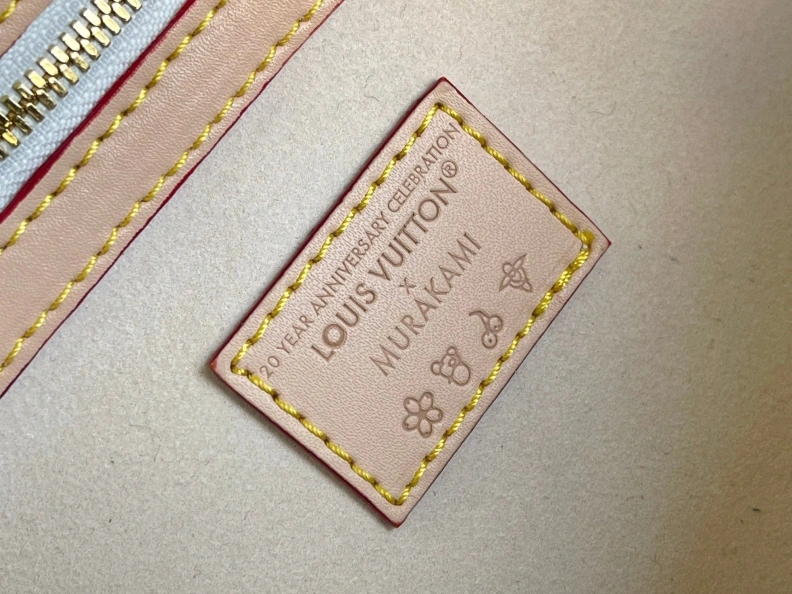 20 YEAR ANNIVERSARY CELEBRATION
LOUIS VUITTON®
x
MURAKAMI